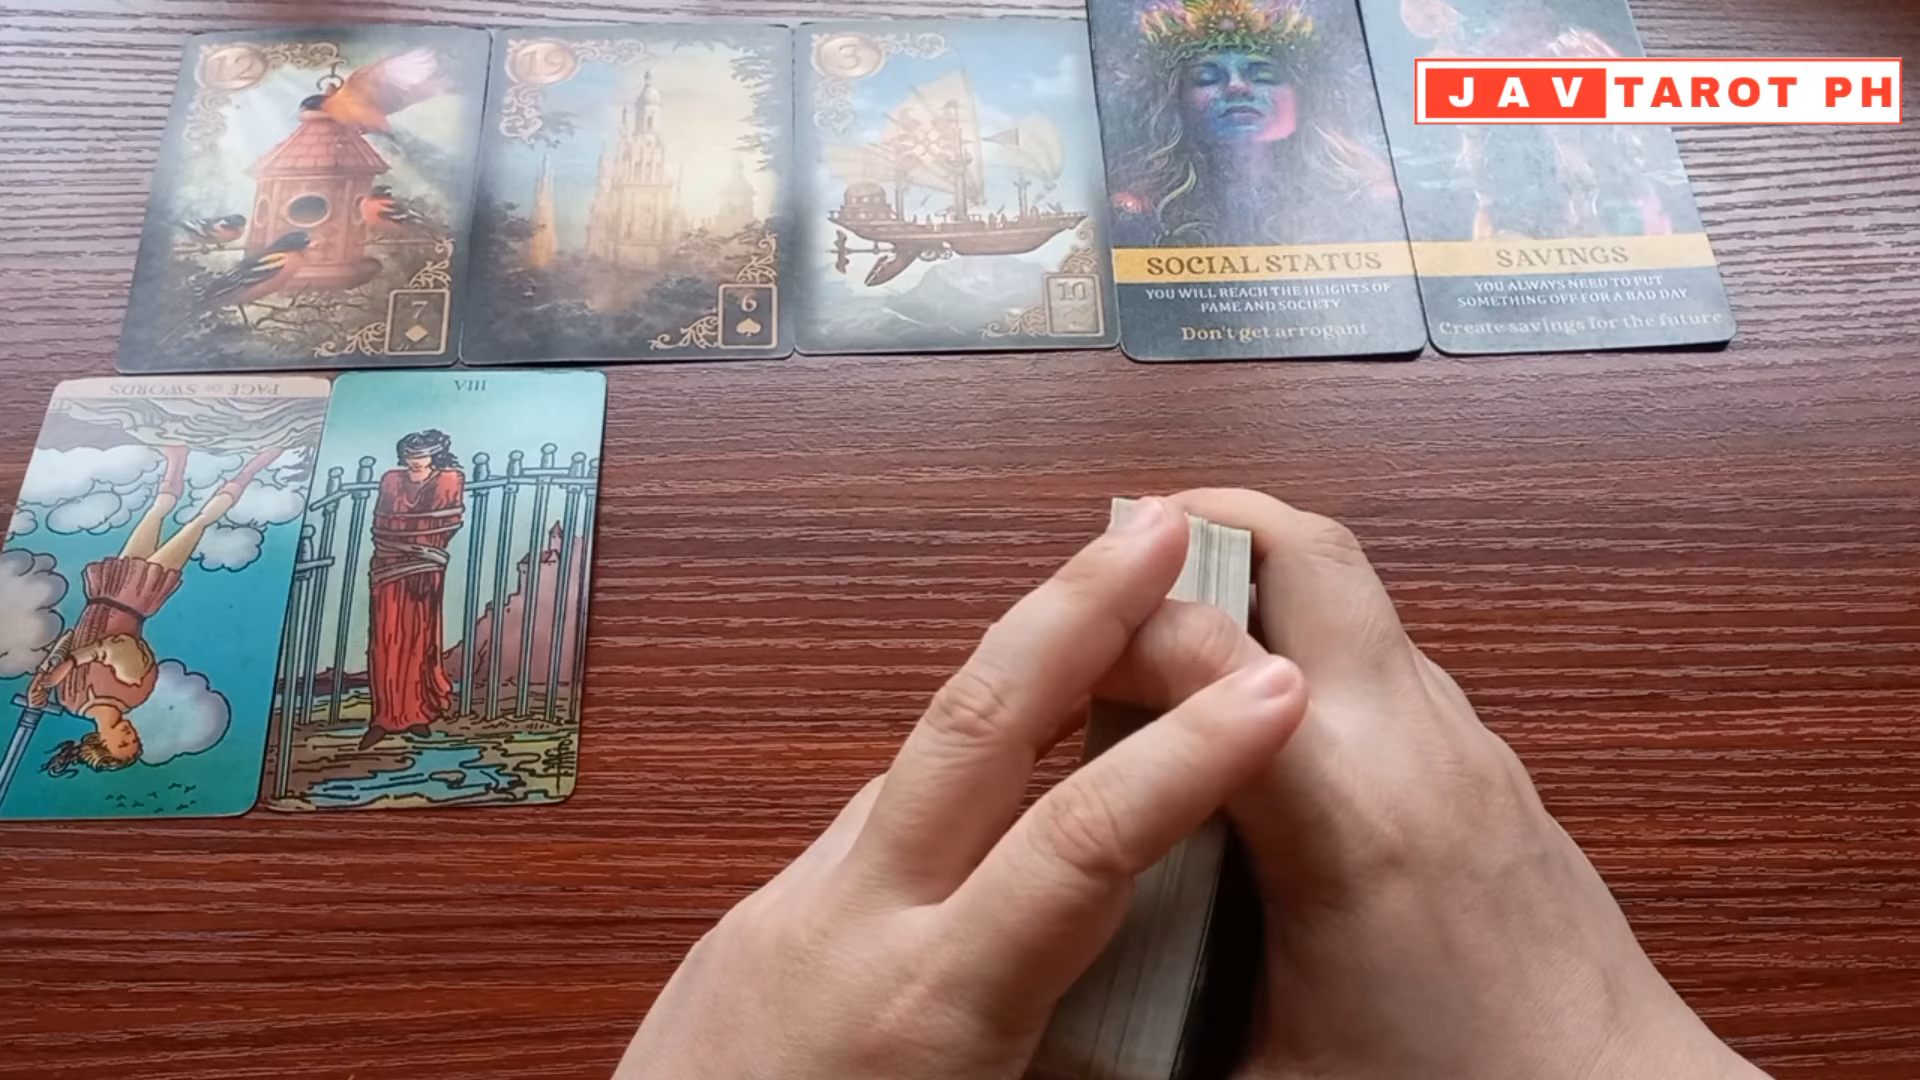 12
19
3
JAV TAROT PH
7
6
10
SOCIAL STATUS
YOU WILL REACH THE HEIGHTS OF
FAME AND SOCIETY
Don't get arrogant
SAVINGS
YOU ALWAYS NEED TO PUT
SOMETHING OFF FOR A BAD DAY
Create savings for the future
PAGE OF SWORDS
VIII